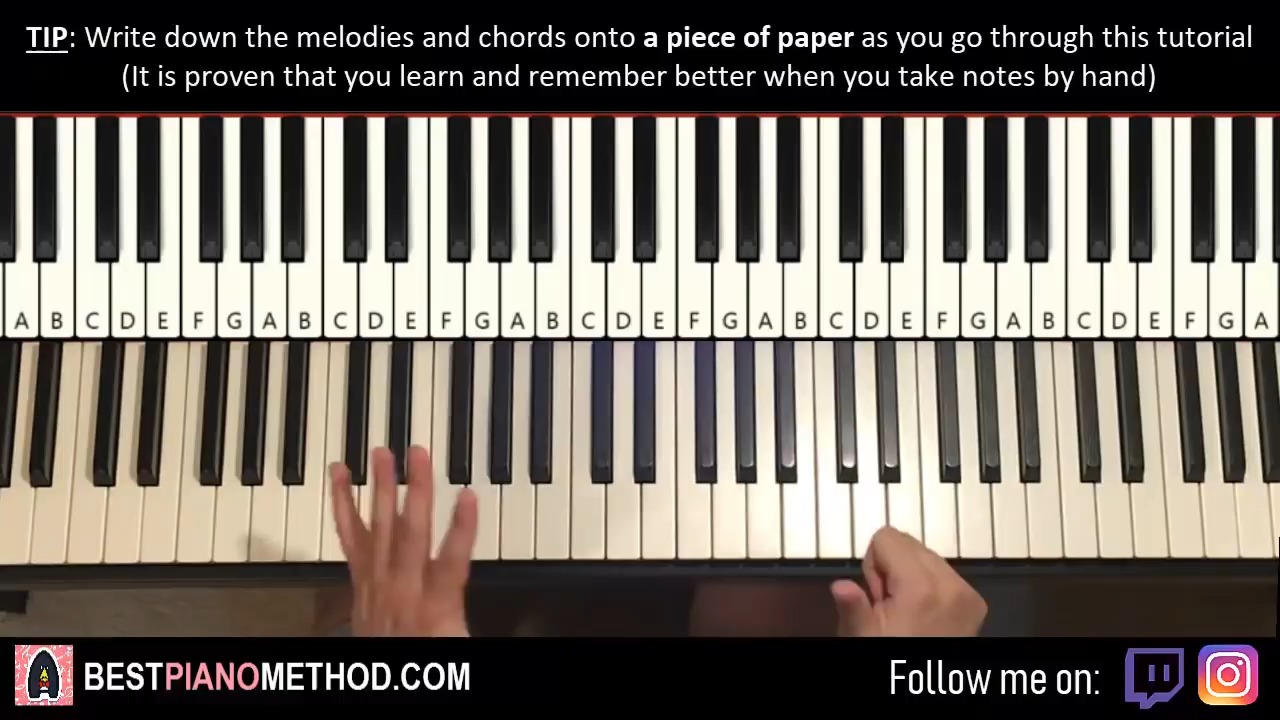 TIP: Write down the melodies and chords onto a piece of paper as you go through this tutorial
(It is proven that you learn and remember better when you take notes by hand)
A B C D E F G A B C D E F G A B C D E F G A B C D E F G A B C D E F G A
BESTPIANOMETHOD.COM
Follow me on: